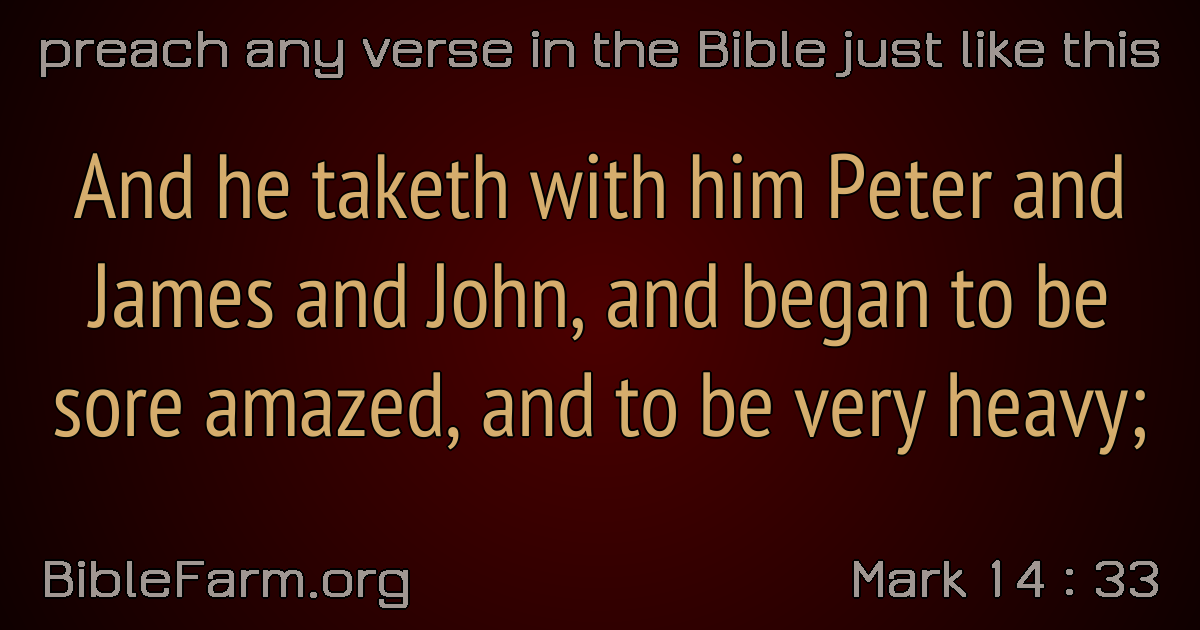 preach any verse in the Bible just like this
And he taketh with him Peter and
James and John, and began to be
sore amazed, and to be very heavy;
BibleFarm.org
Mark 14 : 33